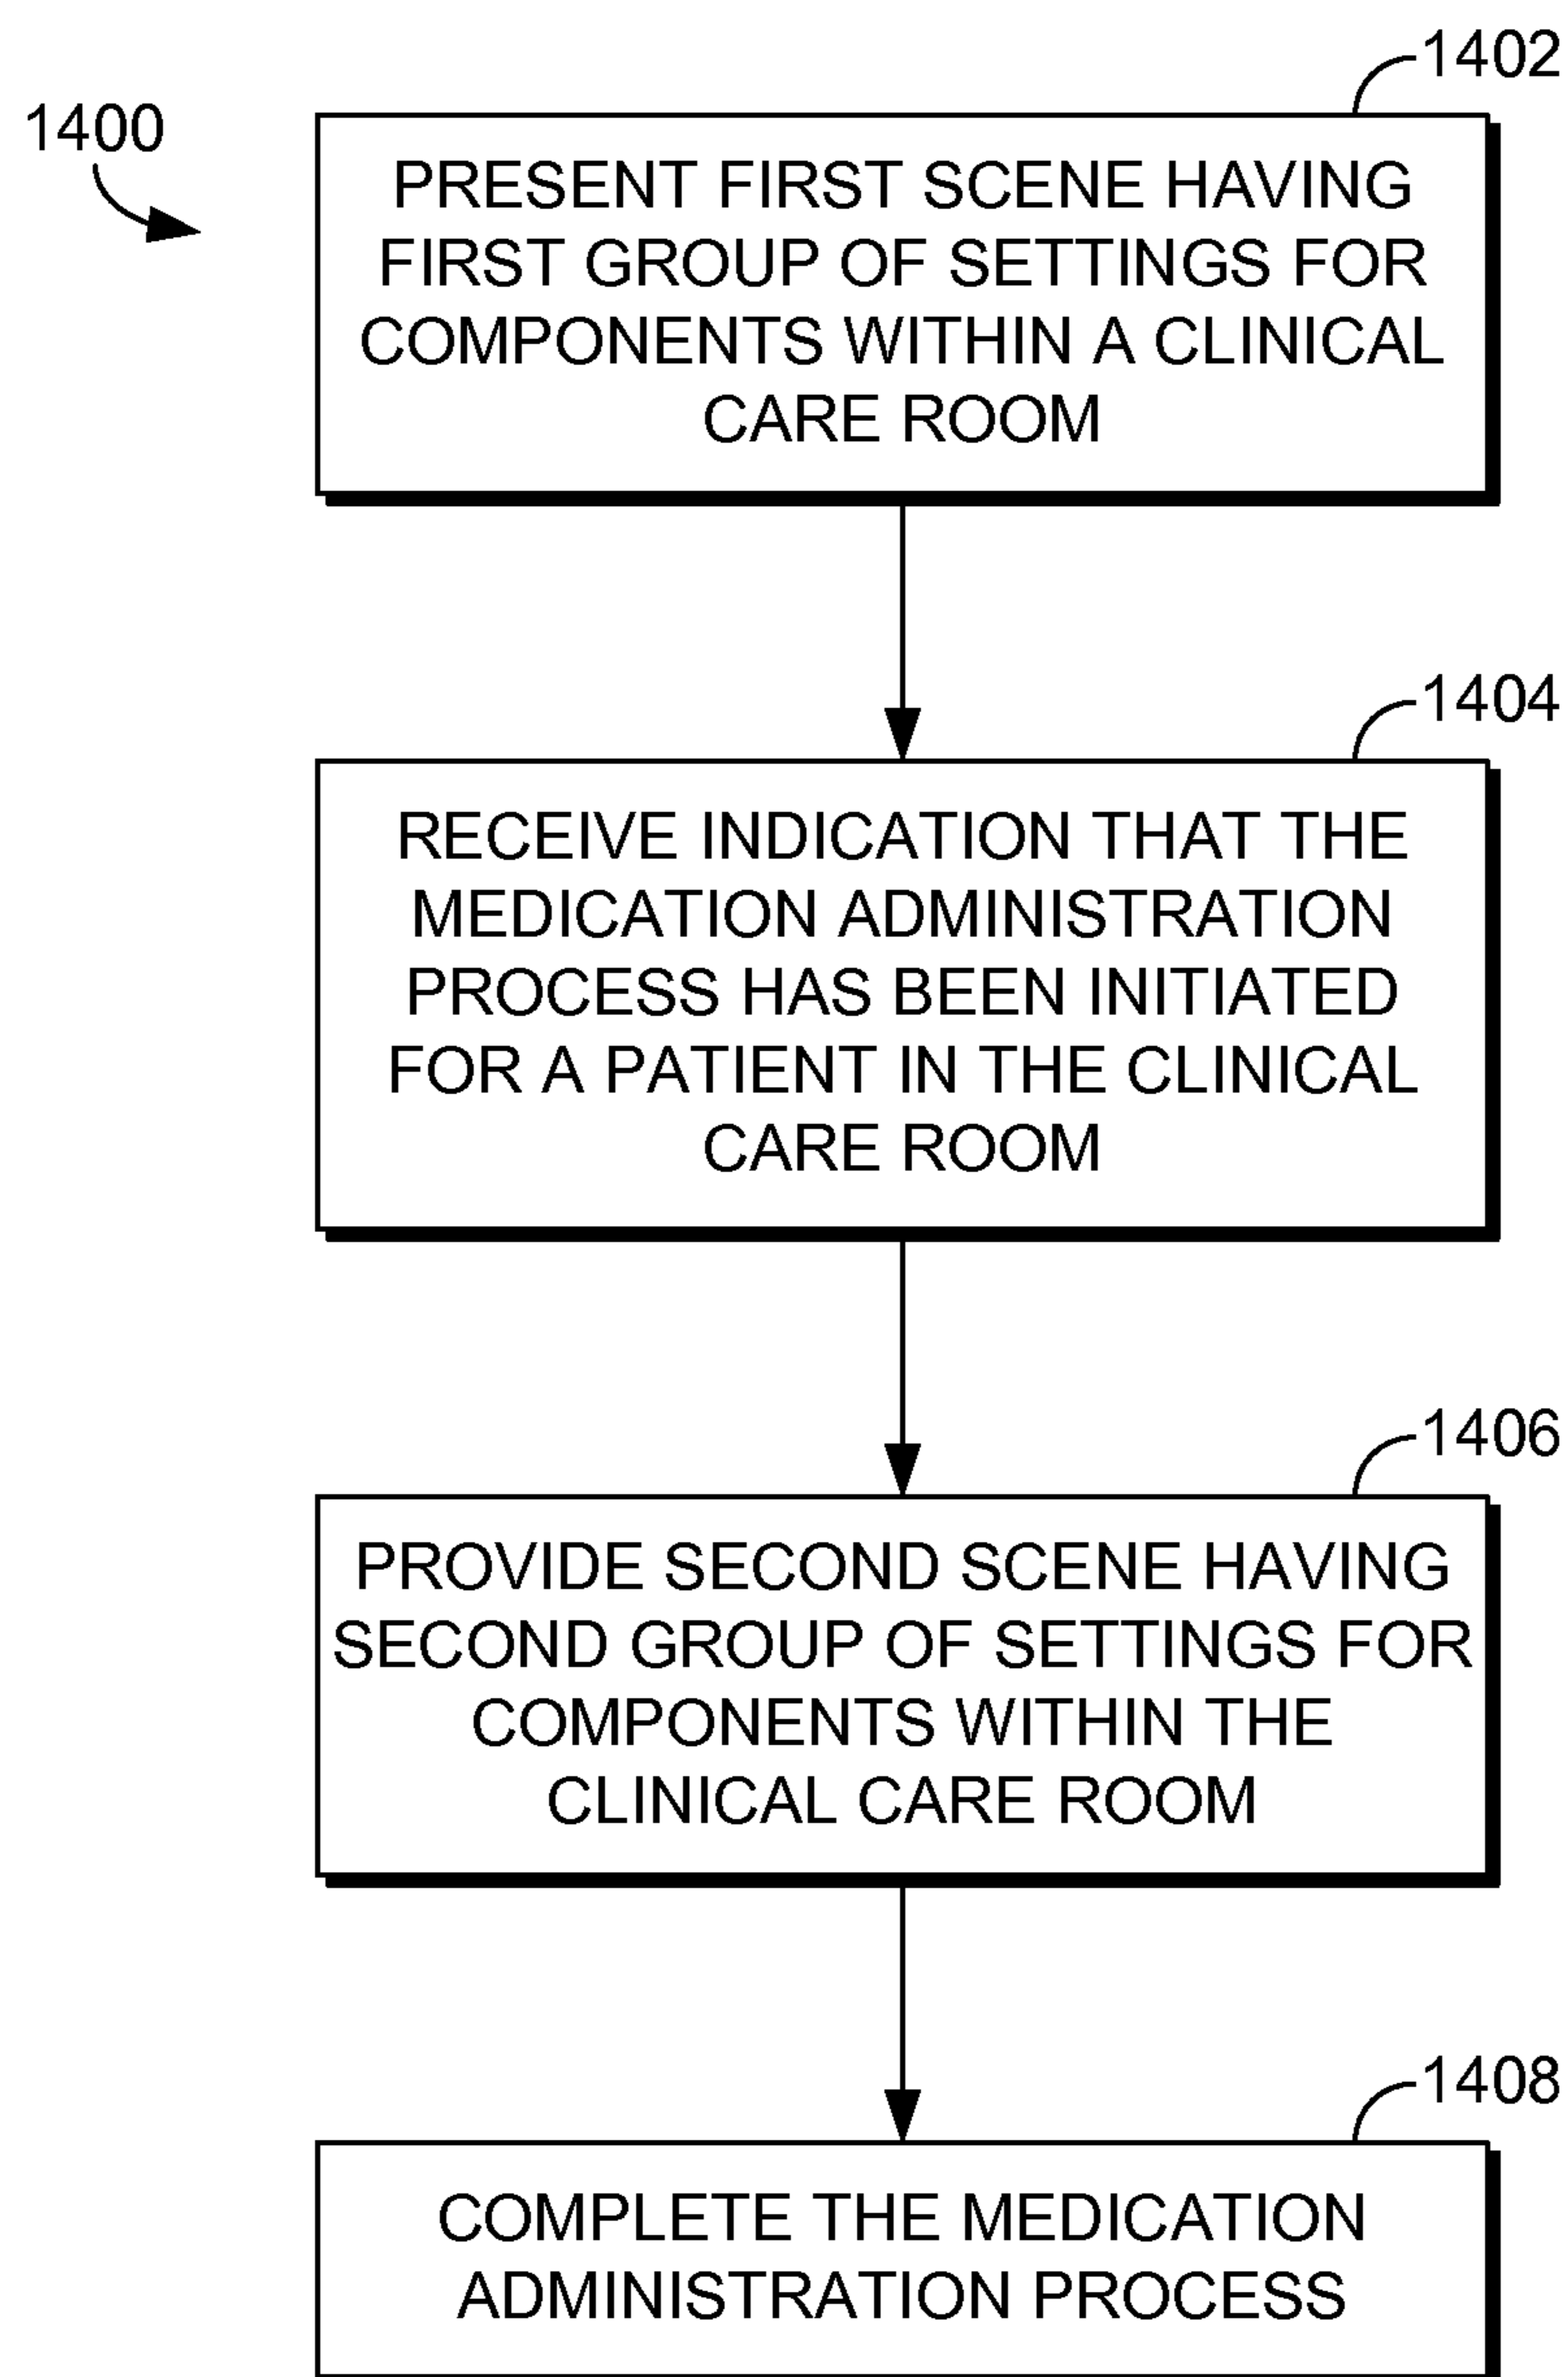 1402
1400
PRESENT FIRST SCENE HAVING
FIRST GROUP OF SETTINGS FOR
COMPONENTS WITHIN A CLINICAL
CARE ROOM
1404
RECEIVE INDICATION THAT THE
MEDICATION ADMINISTRATION
PROCESS HAS BEEN INITIATED
FOR A PATIENT IN THE CLINICAL
CARE ROOM
1406
PROVIDE SECOND SCENE HAVING
SECOND GROUP OF SETTINGS FOR
COMPONENTS WITHIN THE
CLINICAL CARE ROOM
1408
COMPLETE THE MEDICATION
ADMINISTRATION PROCESS